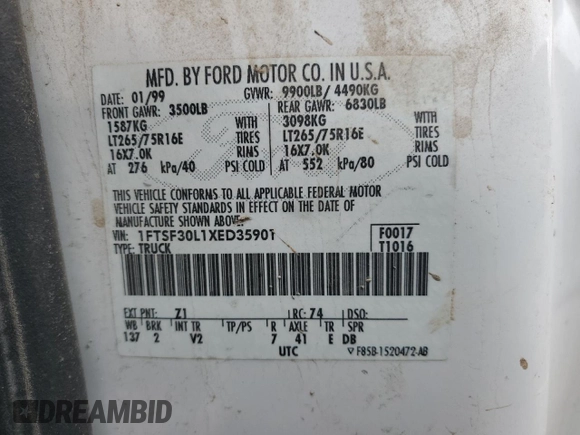 MFD. BY FORD MOTOR CO. IN U.S.A.
DATE: 01/99 GVWR: 9900LB/ 4490KG
FRONT GAWR: 3500LB REAR GAWR: 6830LB
1587KG WITH 3098KG WITH
LT265/75R16E TIRES LT265/75R16E TIRES
16X7.0K RIMS 16X7.0K RIMS
AT 276 kPa/40 PSI COLD AT 552 kPa/80 PSI COLD
THIS VEHICLE CONFORMS TO ALL APPLICABLE FEDERAL MOTOR
VEHICLE SAFETY STANDARDS IN EFFECT ON THE DATE OF
MANUFACTURE SHOWN ABOVE.
VIN: 1FTSF30L1XED35901 F0017
TYPE: TRUCK T1016
EXT PNT: Z1 RC: 74 DSO:
WB BRK INT TR TP/PS R AXLE TR SPR
137 2 V2 7 41 E DB
UTC F85B-1520472-AB
DREAMBID